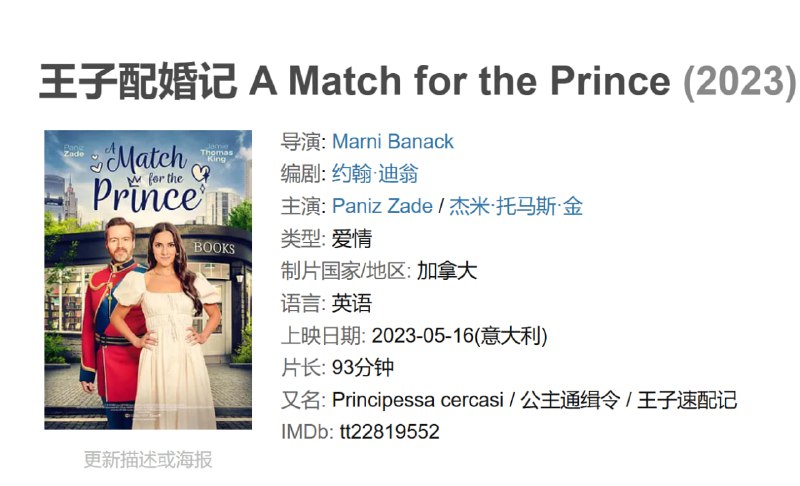 王子配婚记 A Match for the Prince (2023)
Paniz Zade
Jamie Thomas King
A Match for the Prince
BOOKS
导演: Marni Banack
编剧: 约翰·迪翁
主演: Paniz Zade / 杰米·托马斯·金
类型: 爱情
制片国家/地区: 加拿大
语言: 英语
上映日期: 2023-05-16(意大利)
片长: 93分钟
又名: Principessa cercasi / 公主通缉令 / 王子速配记
IMDb: tt22819552
更新描述或海报